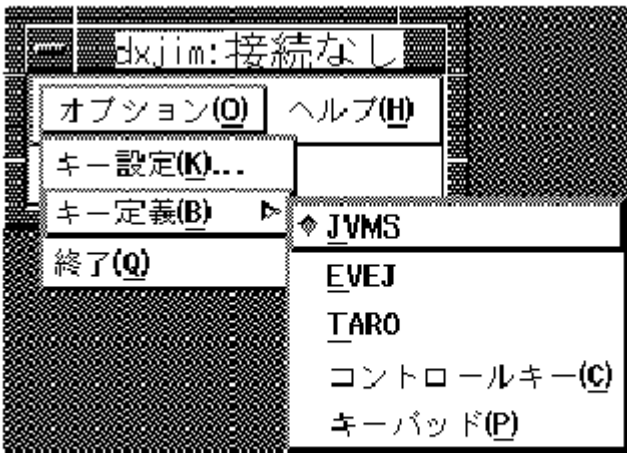 dxjim:接続なし
オプション(O) ヘルプ(H)
キー設定(K)...
キー定義(B)
終了(Q)
JVMS
EVEJ
TARO
コントロールキー(C)
キーパッド(P)